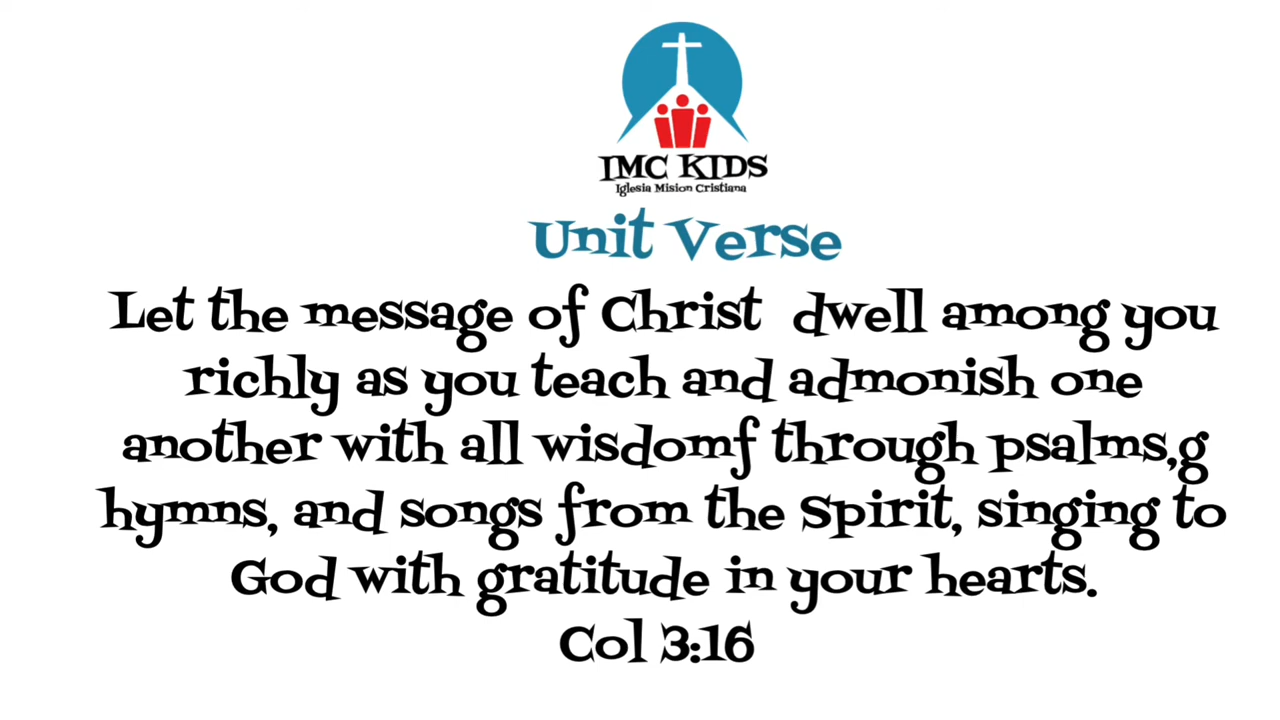 IMC KIDS
Iglesia Mision Cristiana
Unit Verse
Let the message of Christ dwell among you
richly as you teach and admonish one
another with all wisdomf through psalms,g
hymns, and songs from the Spirit, singing to
God with gratitude in your hearts.
Col 3:16